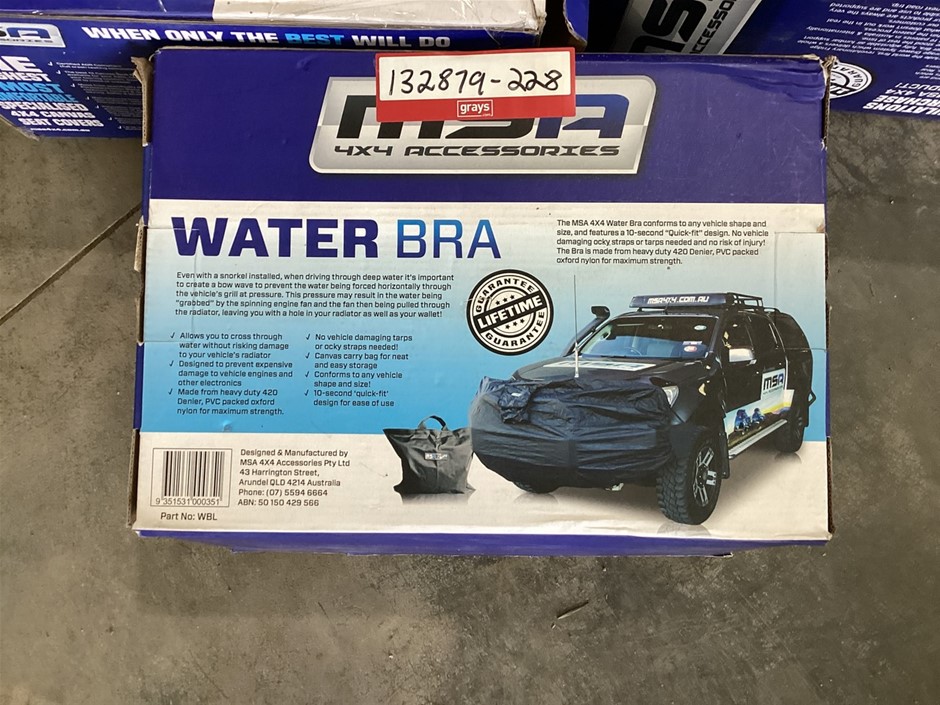 WHEN ONLY THE BEST WILL DO
SPECIALISED
4X4 CANVAS
SEAT COVERS
msa4x4.com.au
132879-228
grays
.com
MSA
4X4 ACCESSORIES
WATER BRA
The MSA 4X4 Water Bra conforms to any vehicle shape and
size, and features a 10-second "Quick-fit" design. No vehicle
damaging ocky straps or tarps needed and no risk of injury!
The Bra is made from heavy duty 420 Denier, PVC packed
oxford nylon for maximum strength.
Even with a snorkel installed, when driving through deep water it's important
to create a bow wave to prevent the water being forced horizontally through
the vehicle's grill at pressure. This pressure may result in the water being
"grabbed" by the spinning engine fan and the fan then being pulled through
the radiator, leaving you with a hole in your radiator as well as your wallet!
GUARANTEE
LIFETIME
GUARANTEE
✓ Allows you to cross through
water without risking damage
to your vehicle's radiator
✓ Designed to prevent expensive
damage to vehicle engines and
other electronics
✓ Made from heavy duty 420
Denier, PVC packed oxford
nylon for maximum strength.
✓ No vehicle damaging tarps
or ocky straps needed!
✓ Canvas carry bag for neat
and easy storage
✓ Conforms to any vehicle
shape and size!
✓ 10-second 'quick-fit'
design for ease of use
MSA4X4.COM.AU
MSA
MSA
Designed & Manufactured by
MSA 4X4 Accessories Pty Ltd
43 Harrington Street,
Arundel QLD 4214 Australia
Phone: (07) 5594 6664
ABN: 50 150 429 566
9 351531 000351
Part No: WBL